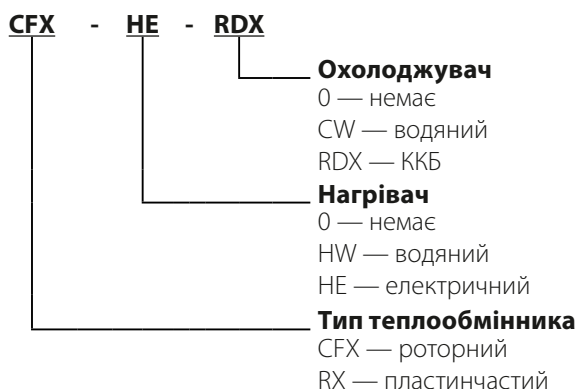 CFX - HE - RDX
Охолоджувач
0 — немає
CW — водяний
RDX — ККБ
Нагрівач
0 — немає
HW — водяний
HE — електричний
Тип теплообмінника
CFX — роторний
RX — пластинчастий